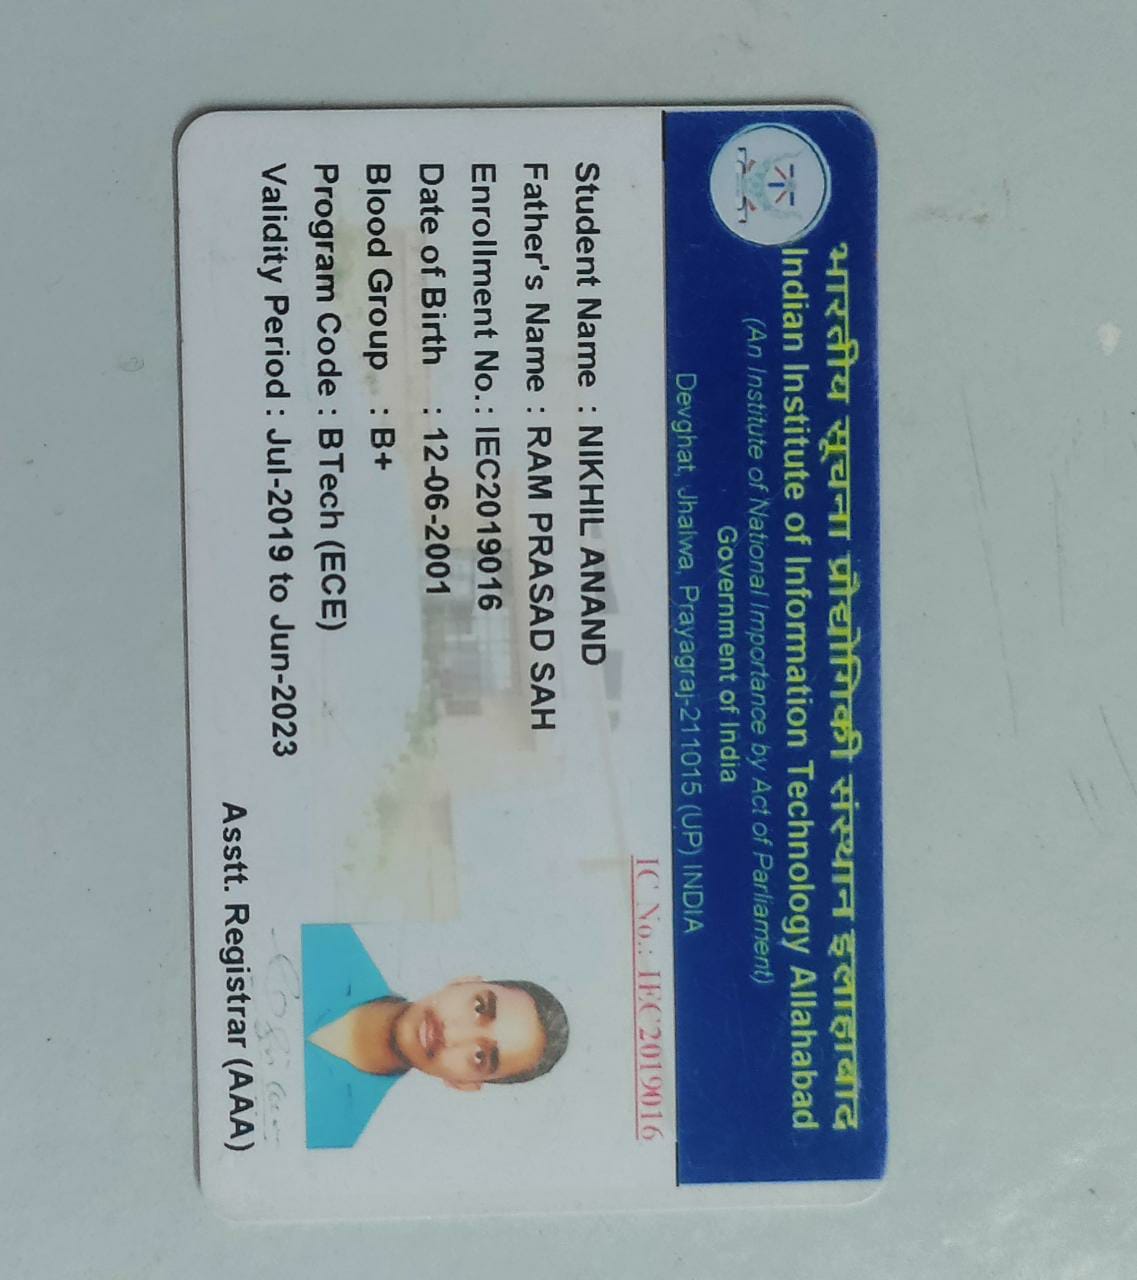 भारतीय सूचना प्रौद्योगिकी संस्थान इलाहाबाद
Indian Institute of Information Technology Allahabad
(An Institute of National Importance by Act of Parliament)
Government of India
Devghat, Jhalwa, Prayagraj-211015 (UP) INDIA
IC No.: IEC2019016
Student Name : NIKHIL ANAND
Father's Name : RAM PRASAD SAH
Enrollment No.: IEC2019016
Date of Birth : 12-06-2001
Blood Group : B+
Program Code : BTech (ECE)
Validity Period : Jul-2019 to Jun-2023
Asstt. Registrar (AAA)